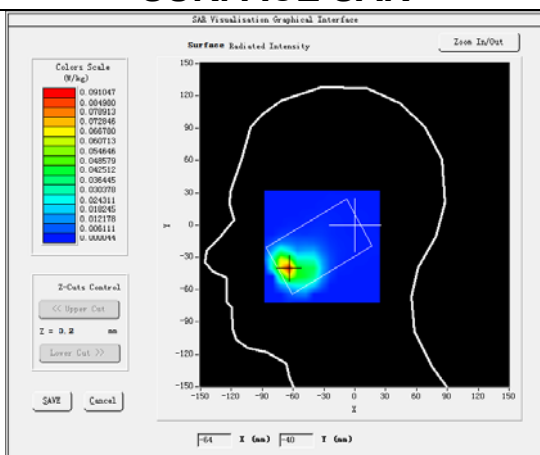 SURFACE SAR
SAR Visualisation Graphical Interface
Surface Radiated Intensity
Zoom In/Out
Colors Scale
(W/kg)
0.091047
0.084980
0.078913
0.072846
0.066780
0.060713
0.054646
0.048579
0.042512
0.036445
0.030378
0.024311
0.018245
0.012178
0.006111
0.000044
Z-Cuts Control
<< Upper Cut
Z = 3.2 mm
Lower Cut >>
SAVE Cancel
150
120
90
60
30
0
-30
-60
-90
-120
-150
Y
-150 -120 -90 -60 -30 0 30 60 90 120 150
X
-64 X (mm) -40 Y (mm)